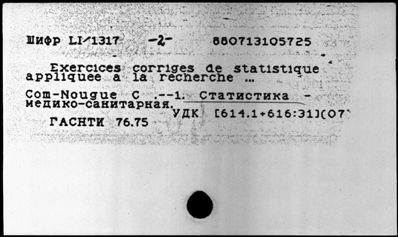 Шифр LI/1317 -2- 880713105725
Exercices corriges de statistique
appliquee a la recherche ...
Com-Nougue C .--1. Статистика -
медико-санитарная.
УДК [614.1+616:31](07
ГАСНТИ 76.75